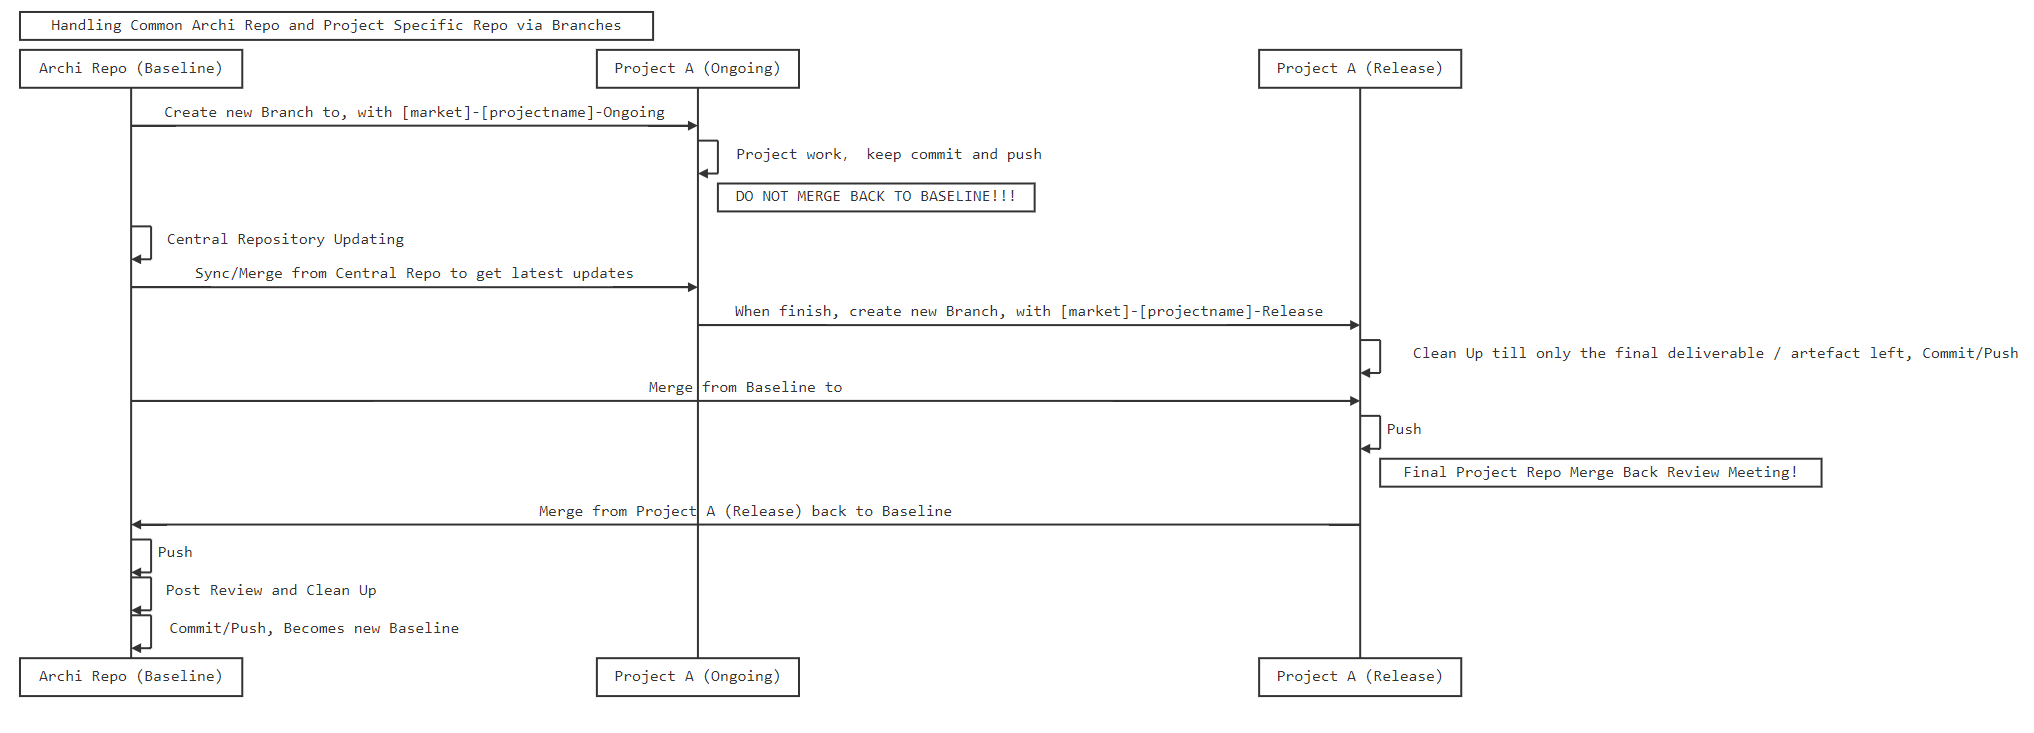 Handling Common Archi Repo and Project Specific Repo via Branches
Archi Repo (Baseline)
Project A (Ongoing)
Project A (Release)
Create new Branch to, with [market]-[projectname]-Ongoing
Project work, keep commit and push
DO NOT MERGE BACK TO BASELINE!!!
Central Repository Updating
Sync/Merge from Central Repo to get latest updates
When finish, create new Branch, with [market]-[projectname]-Release
Clean Up till only the final deliverable / artefact left, Commit/Push
Merge from Baseline to
Push
Final Project Repo Merge Back Review Meeting!
Merge from Project A (Release) back to Baseline
Push
Post Review and Clean Up
Commit/Push, Becomes new Baseline
Archi Repo (Baseline)
Project A (Ongoing)
Project A (Release)